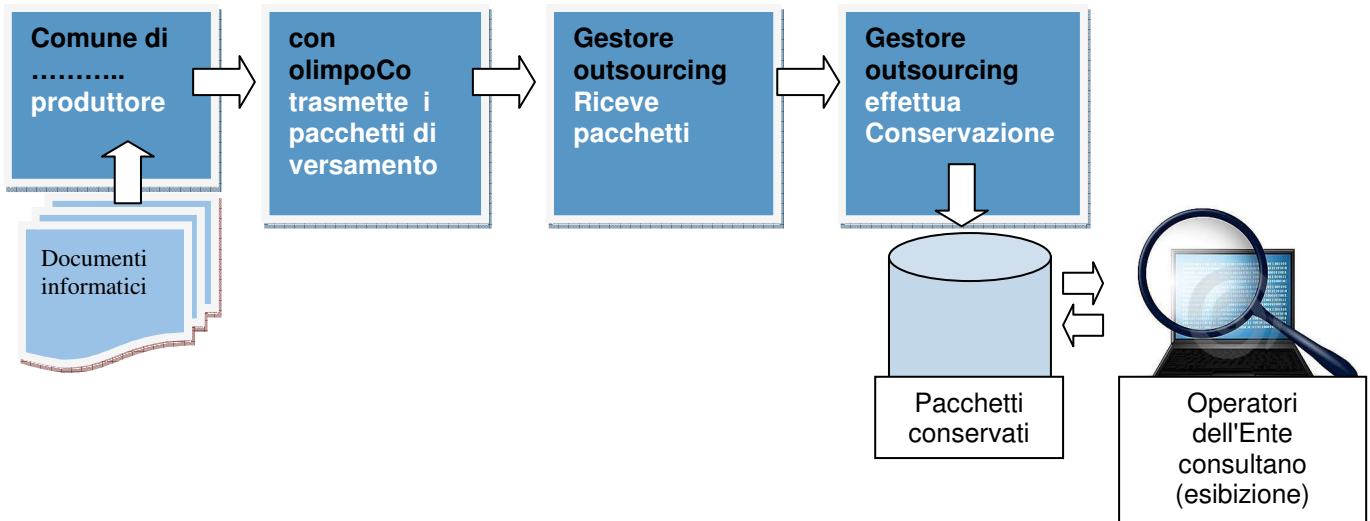 Comune di
………..
produttore
con
olimpoCo
trasmette i
pacchetti di
versamento
Gestore
outsourcing
Riceve
pacchetti
Gestore
outsourcing
effettua
Conservazione
Documenti
informatici
Pacchetti
conservati
Operatori
dell'Ente
consultano
(esibizione)